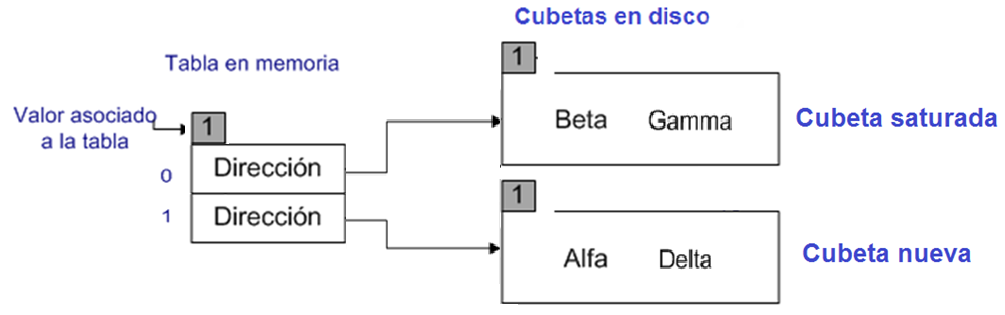 Cubetas en disco
1
Tabla en memoria
Beta Gamma
Cubeta saturada
Valor asociado
a la tabla
1
0
Dirección
1
Dirección
1
Alfa Delta
Cubeta nueva